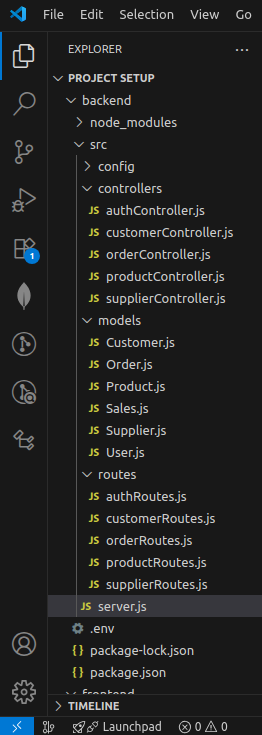 File Edit Selection View Go
EXPLORER ...
PROJECT SETUP
backend
node_modules
src
config
controllers
JS authController.js
JS customerController.js
JS orderController.js
JS productController.js
JS supplierController.js
models
JS Customer.js
JS Order.js
JS Product.js
JS Sales.js
JS Supplier.js
JS User.js
routes
JS authRoutes.js
JS customerRoutes.js
JS orderRoutes.js
JS productRoutes.js
JS supplierRoutes.js
JS server.js
.env
{ } package-lock.json
{ } package.json
frontend
TIMELINE
1
Launchpad 0 0